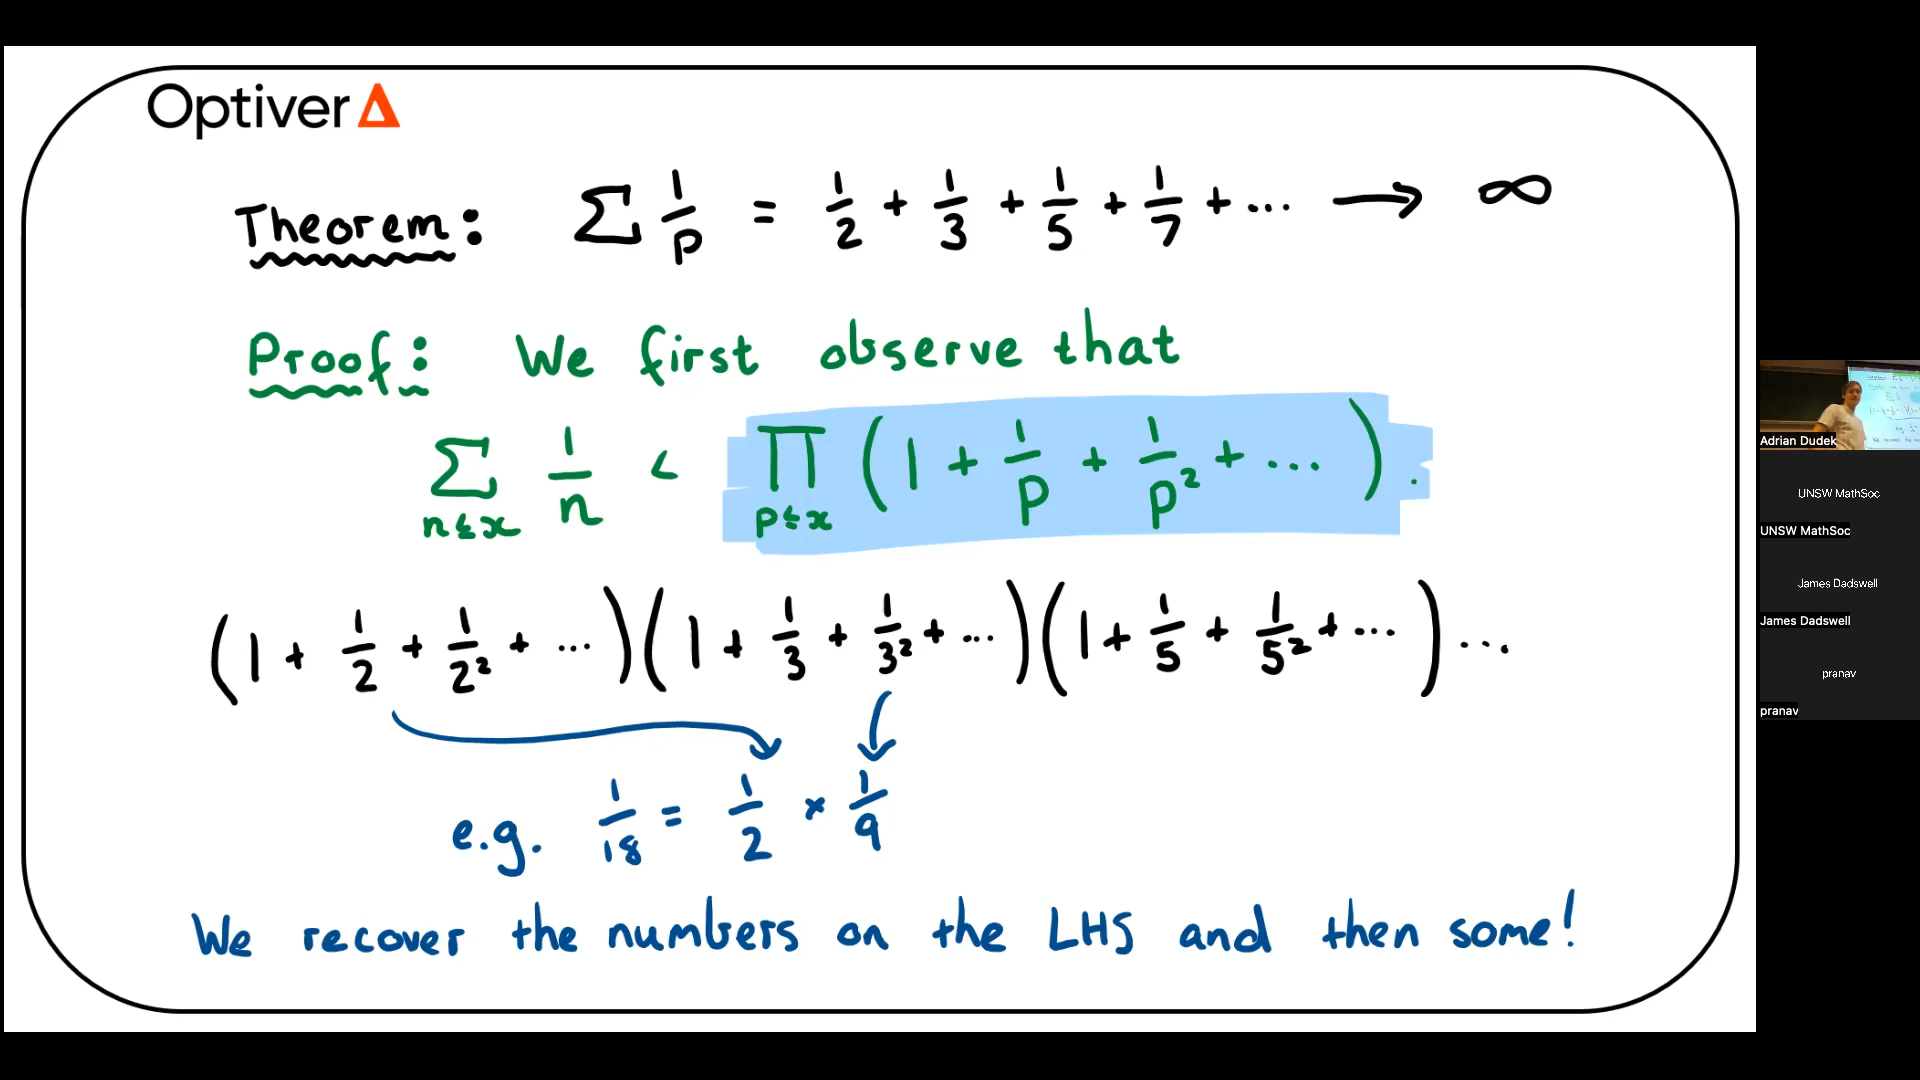 Optiver
Theorem: ∑ 1/p = 1/2 + 1/3 + 1/5 + 1/7 + ... → ∞
Proof: We first observe that
∑ n≤x 1/n < ∏ p≤x (1 + 1/p + 1/p² + ...).
(1 + 1/2 + 1/2² + ...)(1 + 1/3 + 1/3² + ...)(1 + 1/5 + 1/5² + ...)...
e.g. 1/18 = 1/2 × 1/9
We recover the numbers on the LHS and then some!
Adrian Dudek
UNSW MathSoc
UNSW MathSoc
James Dadswell
James Dadswell
pranav
pranav